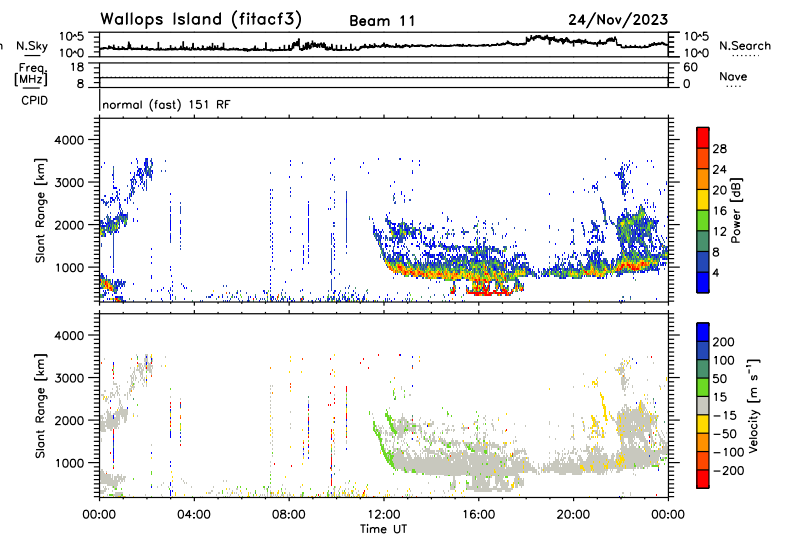 Wallops Island (fitacf3) Beam 11 24/Nov/2023
N.Sky 10^5 10^0 10^5 10^0 N.Search
Freq. [MHz] 18 8 60 0 Nave
CPID normal (fast) 151 RF
Slant Range [km] 4000 3000 2000 1000
28 24 20 16 12 8 4 Power [dB]
Slant Range [km] 4000 3000 2000 1000
200 100 50 15 −15 −50 −100 −200 Velocity [m s⁻¹]
00:00 04:00 08:00 12:00 16:00 20:00 00:00
Time UT